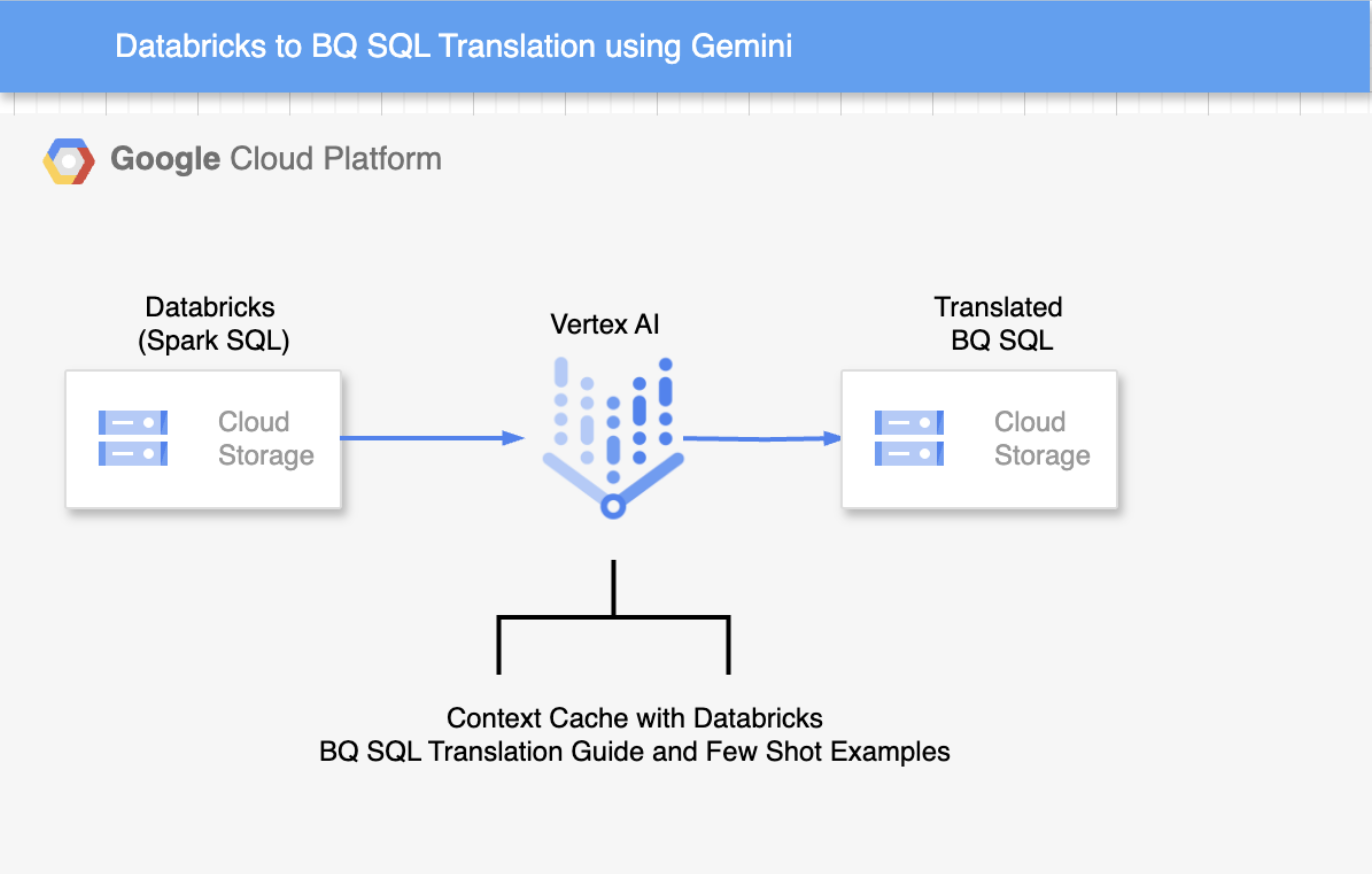 Databricks to BQ SQL Translation using Gemini
Google Cloud Platform
Databricks
(Spark SQL)
Cloud
Storage
Vertex AI
Translated
BQ SQL
Cloud
Storage
Context Cache with Databricks
BQ SQL Translation Guide and Few Shot Examples